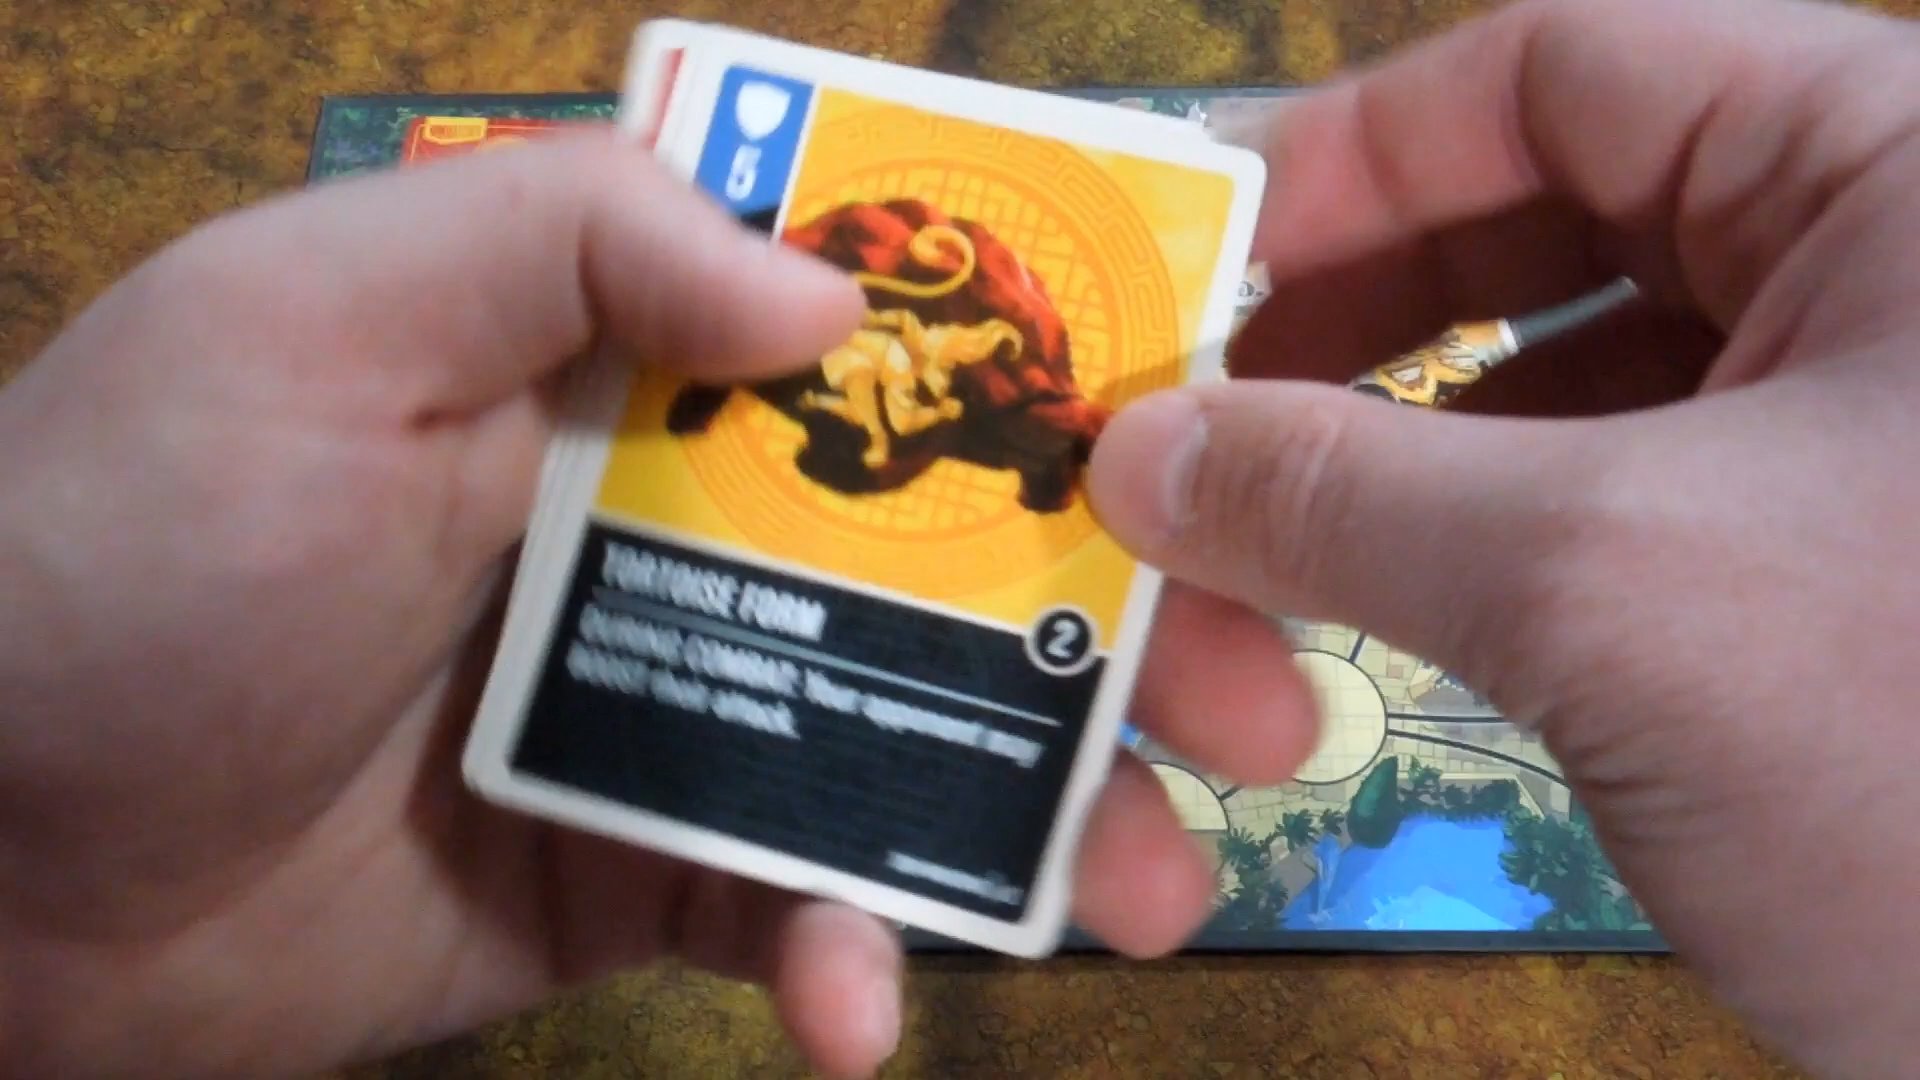 5
TORTOISE FORM
2
DURING COMBAT: Your opponent may
BOOST their attack.